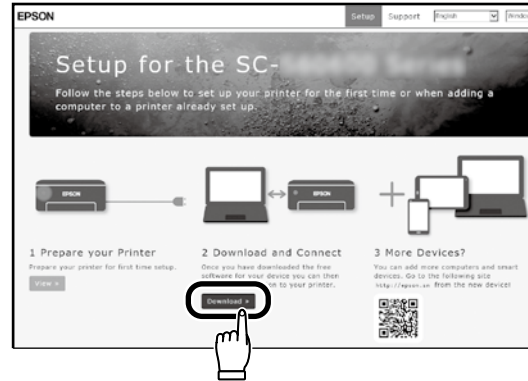 EPSON
Setup Support English
Setup for the SC-
Follow the steps below to set up your printer for the first time or when adding a
computer to a printer already set up.
EPSON
EPSON
1 Prepare your Printer
Prepare your printer for first time setup.
View »
2 Download and Connect
Once you have downloaded the free
software for your device you can then
on to your printer.
Download »
3 More Devices?
You can add more computers and smart
devices. Go to the following site
http://epson.sn from the new device!